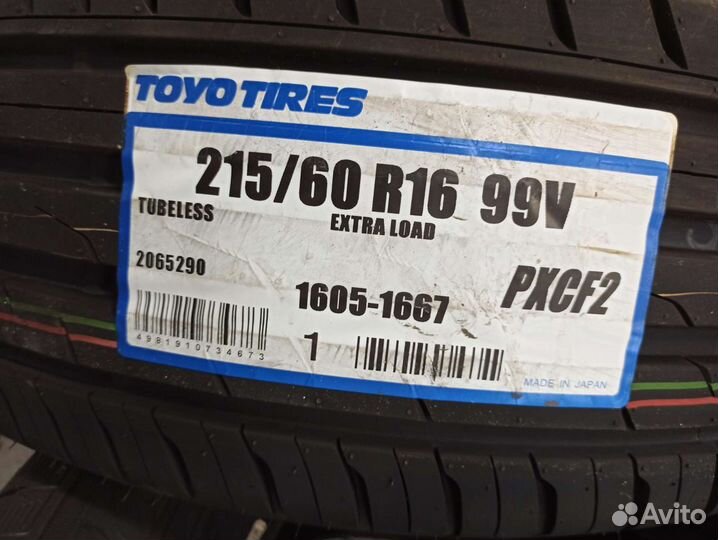 TOYO TIRES
215/60 R16 99V
TUBELESS
EXTRA LOAD
2065290
1605-1667
PXCF2
4981910734673
1
MADE IN JAPAN
Avito